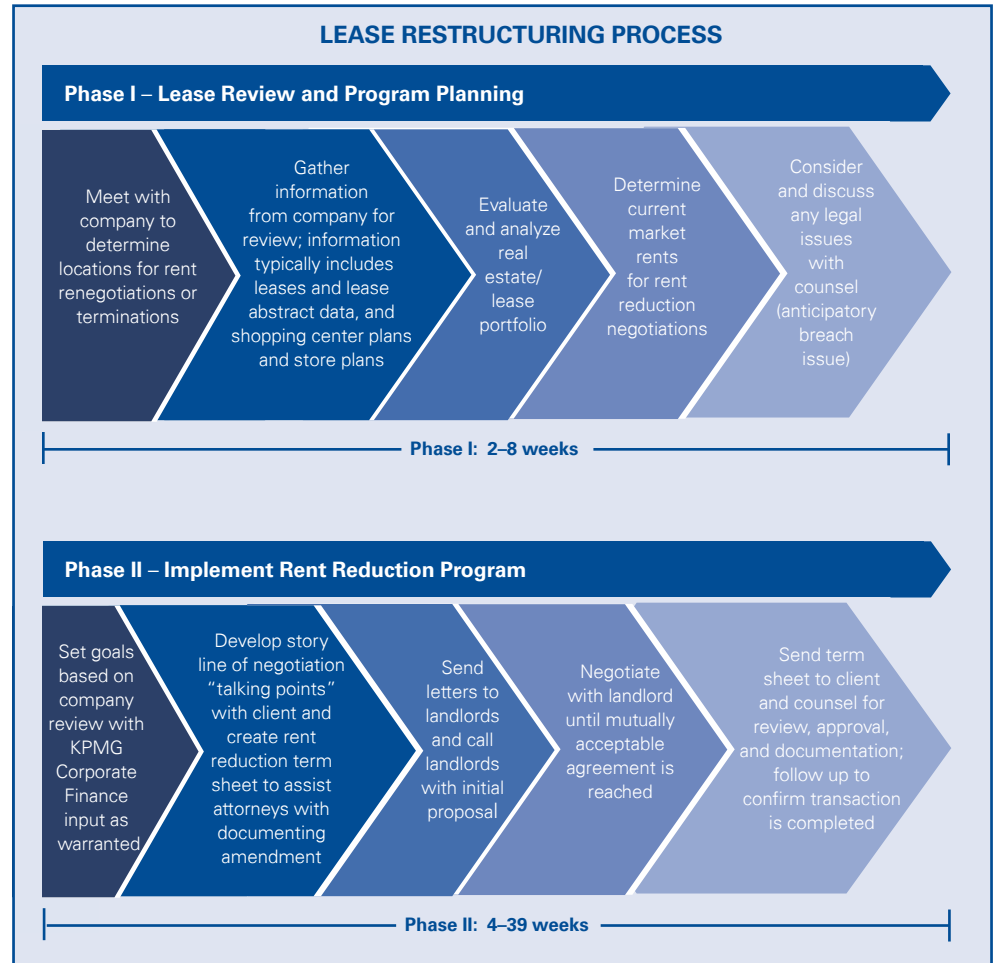 LEASE RESTRUCTURING PROCESS
Phase I – Lease Review and Program Planning
Meet with
company to
determine
locations for rent
renegotiations or
terminations
Gather
information
from company for
review; information
typically includes
leases and lease
abstract data, and
shopping center plans
and store plans
Evaluate
and analyze
real
estate/
lease
portfolio
Determine
current
market
rents
for rent
reduction
negotiations
Consider
and discuss
any legal
issues
with
counsel
(anticipatory
breach
issue)
Phase I: 2–8 weeks
Phase II – Implement Rent Reduction Program
Set goals
based on
company
review with
KPMG
Corporate
Finance
input as
warranted
Develop story
line of negotiation
“talking points”
with client and
create rent
reduction term
sheet to assist
attorneys with
documenting
amendment
Send
letters to
landlords
and call
landlords
with initial
proposal
Negotiate
with landlord
until mutually
acceptable
agreement is
reached
Send term
sheet to client
and counsel for
review, approval,
and documentation;
follow up to
confirm transaction
is completed
Phase II: 4–39 weeks